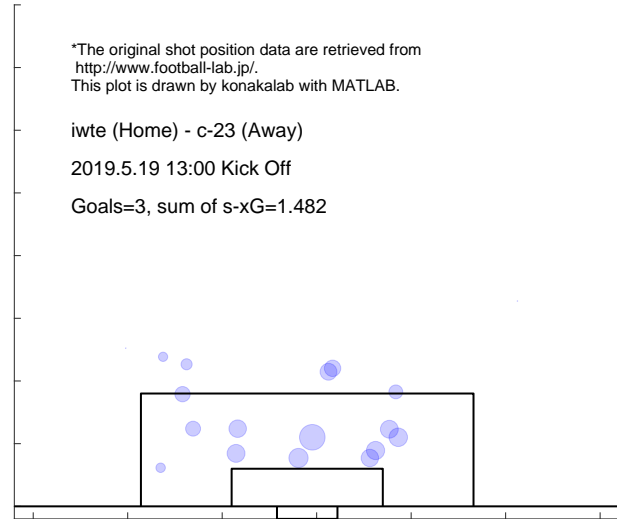 *The original shot position data are retrieved from
http://www.football-lab.jp/.
This plot is drawn by konakalab with MATLAB.
iwte (Home) - c-23 (Away)
2019.5.19 13:00 Kick Off
Goals=3, sum of s-xG=1.482